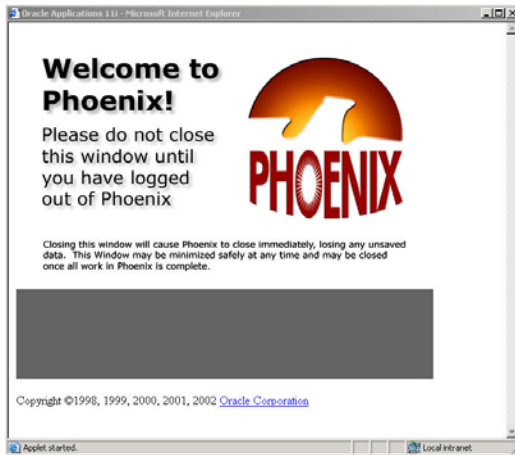 Oracle Applications 11i - Microsoft Internet Explorer
Welcome to
Phoenix!
Please do not close
this window until
you have logged
out of Phoenix
PHOENIX
Closing this window will cause Phoenix to close immediately, losing any unsaved
data. This Window may be minimized safely at any time and may be closed
once all work in Phoenix is complete.
Copyright ©1998, 1999, 2000, 2001, 2002 Oracle Corporation
Applet started.
Local intranet